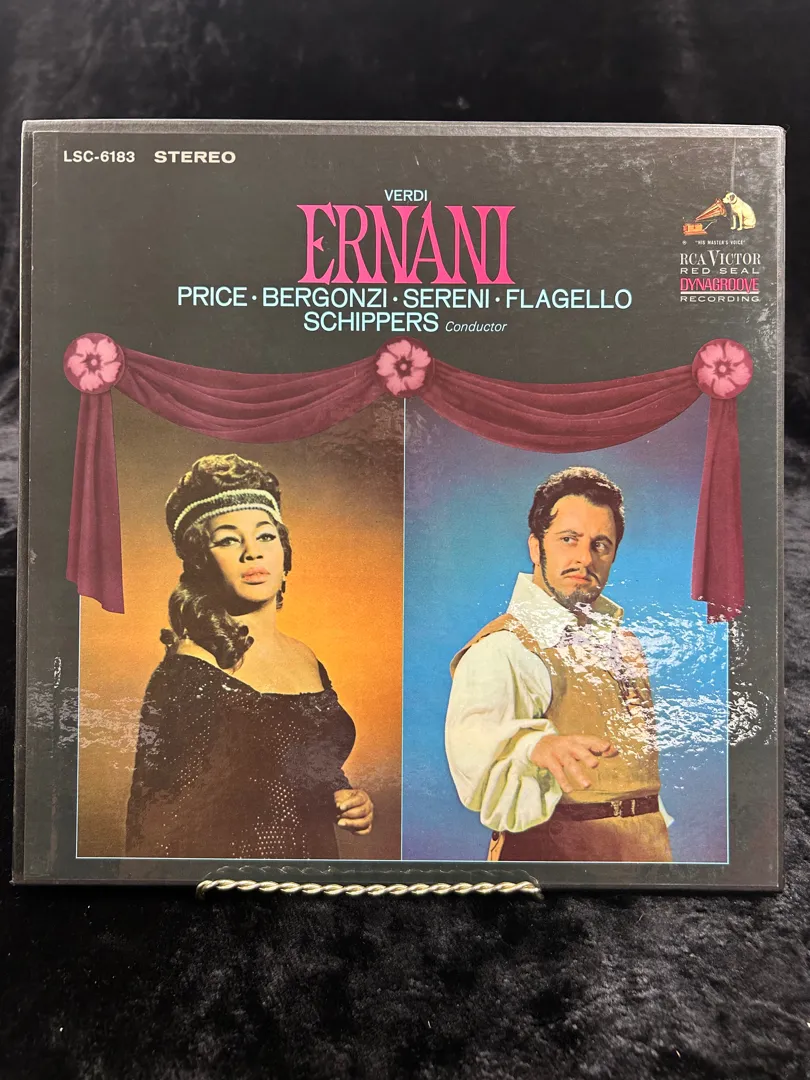 LSC-6183 STEREO
VERDI
ERNANI
PRICE · BERGONZI · SERENI · FLAGELLO
SCHIPPERS Conductor
® "HIS MASTER'S VOICE"
RCA VICTOR
RED SEAL
DYNAGROOVE
RECORDING